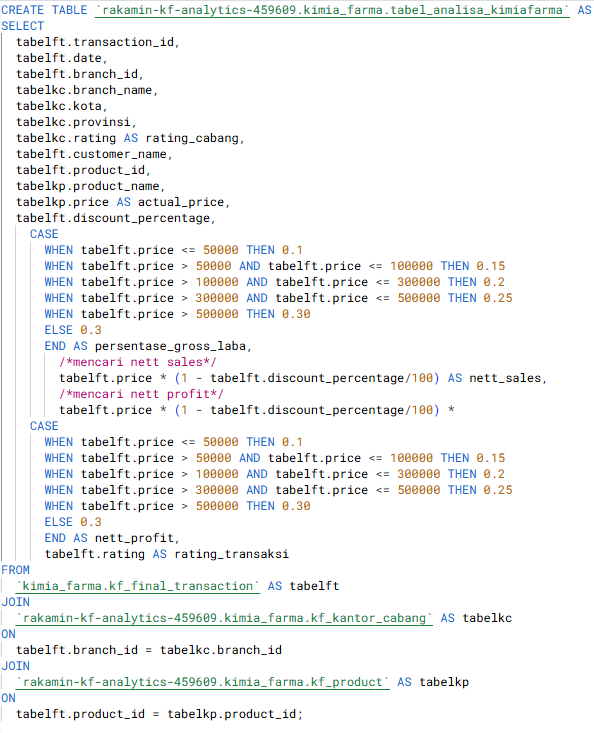 CREATE TABLE `rakamin-kf-analytics-459609.kimia_farma.tabel_analisa_kimiafarma` AS
SELECT
tabelft.transaction_id,
tabelft.date,
tabelft.branch_id,
tabelkc.branch_name,
tabelkc.kota,
tabelkc.provinsi,
tabelkc.rating AS rating_cabang,
tabelft.customer_name,
tabelft.product_id,
tabelkp.product_name,
tabelkp.price AS actual_price,
tabelft.discount_percentage,
CASE
WHEN tabelft.price <= 50000 THEN 0.1
WHEN tabelft.price > 50000 AND tabelft.price <= 100000 THEN 0.15
WHEN tabelft.price > 100000 AND tabelft.price <= 300000 THEN 0.2
WHEN tabelft.price > 300000 AND tabelft.price <= 500000 THEN 0.25
WHEN tabelft.price > 500000 THEN 0.30
ELSE 0.3
END AS persentase_gross_laba,
/*mencari nett sales*/
tabelft.price * (1 - tabelft.discount_percentage/100) AS nett_sales,
/*mencari nett profit*/
tabelft.price * (1 - tabelft.discount_percentage/100) *
CASE
WHEN tabelft.price <= 50000 THEN 0.1
WHEN tabelft.price > 50000 AND tabelft.price <= 100000 THEN 0.15
WHEN tabelft.price > 100000 AND tabelft.price <= 300000 THEN 0.2
WHEN tabelft.price > 300000 AND tabelft.price <= 500000 THEN 0.25
WHEN tabelft.price > 500000 THEN 0.30
ELSE 0.3
END AS nett_profit,
tabelft.rating AS rating_transaksi
FROM
`kimia_farma.kf_final_transaction` AS tabelft
JOIN
`rakamin-kf-analytics-459609.kimia_farma.kf_kantor_cabang` AS tabelkc
ON
tabelft.branch_id = tabelkc.branch_id
JOIN
`rakamin-kf-analytics-459609.kimia_farma.kf_product` AS tabelkp
ON
tabelft.product_id = tabelkp.product_id;